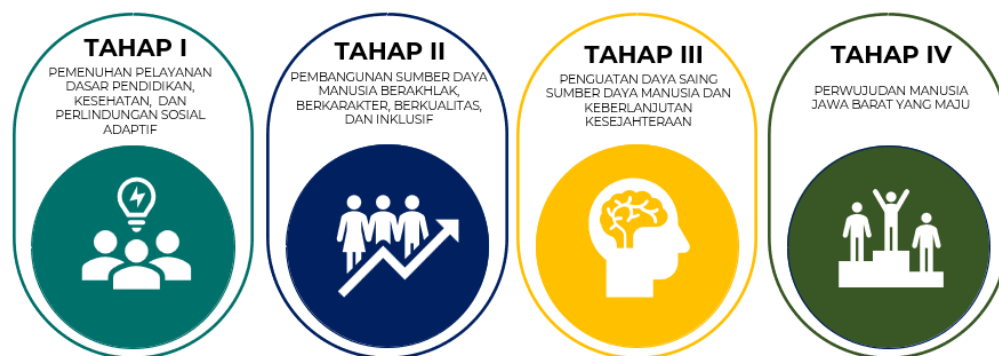 TAHAP I
PEMENUHAN PELAYANAN
DASAR PENDIDIKAN,
KESEHATAN, DAN
PERLINDUNGAN SOSIAL
ADAPTIF
TAHAP II
PEMBANGUNAN SUMBER DAYA
MANUSIA BERAKHLAK,
BERKARAKTER, BERKUALITAS,
DAN INKLUSIF
TAHAP III
PENGUATAN DAYA SAING
SUMBER DAYA MANUSIA DAN
KEBERLANJUTAN
KESEJAHTERAAN
TAHAP IV
PERWUJUDAN MANUSIA
JAWA BARAT YANG MAJU